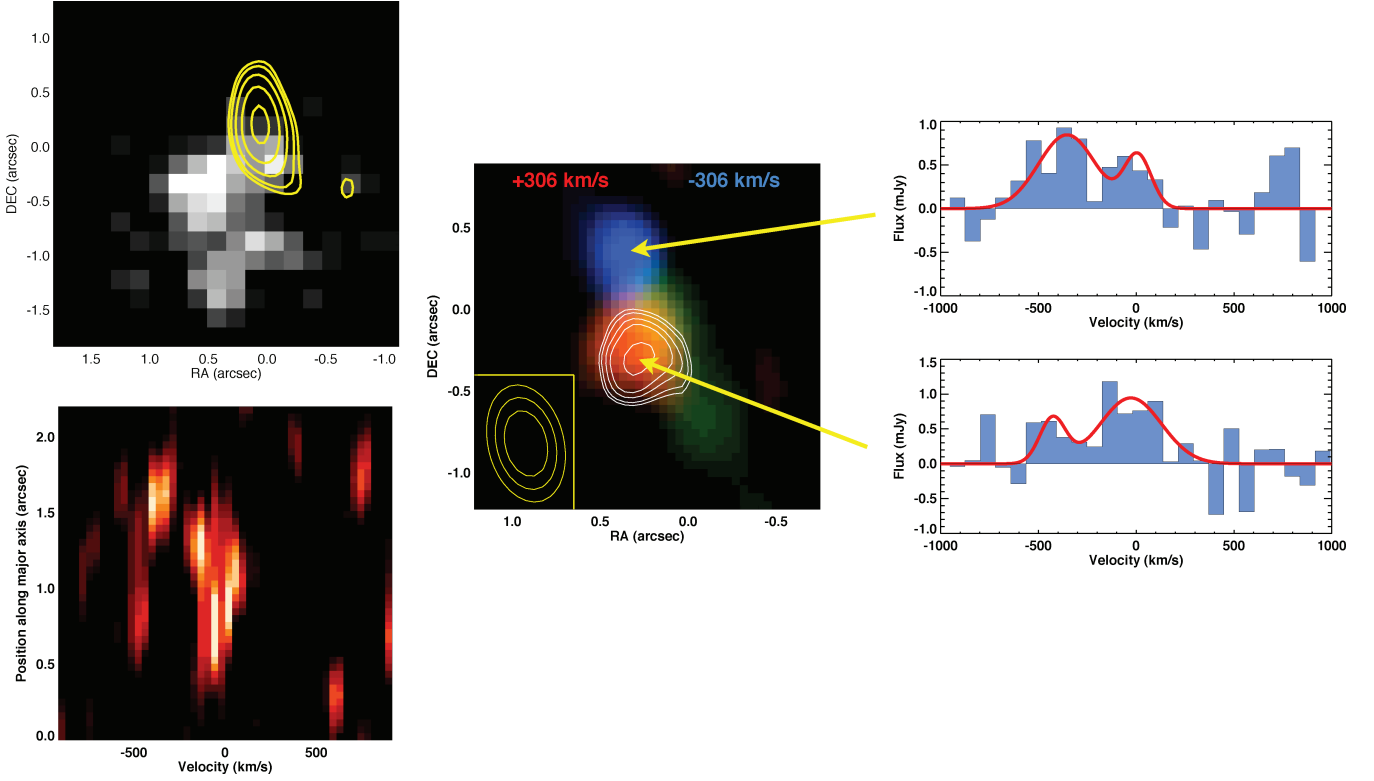 1.0
0.5
0.0
-0.5
-1.0
-1.5
DEC (arcsec)
1.5 1.0 0.5 0.0 -0.5 -1.0
RA (arcsec)
2.0
1.5
1.0
0.5
0.0
Position along major axis (arcsec)
-500 0 500
Velocity (km/s)
+306 km/s -306 km/s
0.5
0.0
-0.5
-1.0
DEC (arcsec)
1.0 0.5 0.0 -0.5
RA (arcsec)
1.0
0.5
0.0
-0.5
-1.0
Flux (mJy)
-1000 -500 0 500 1000
Velocity (km/s)
1.5
1.0
0.5
0.0
-0.5
-1.0
Flux (mJy)
-1000 -500 0 500 1000
Velocity (km/s)